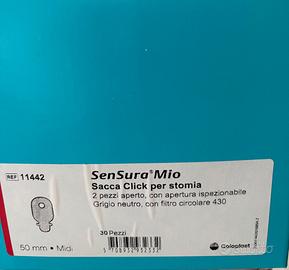 REF 11442
SenSura® Mio
Sacca Click per stomia
2 pezzi aperto, con apertura ispezionabile
Grigio neutro, con filtro circolare 430
30 Pezzi
50 mm • Midi
Coloplast